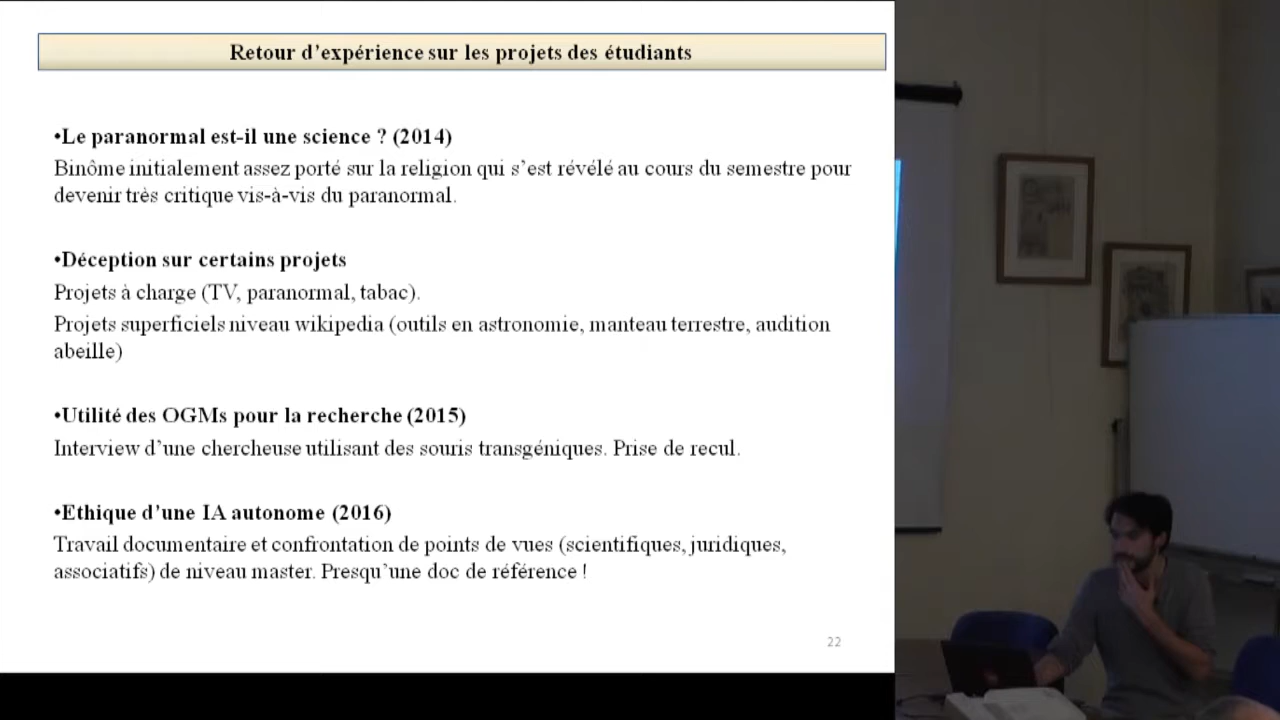 Retour d'expérience sur les projets des étudiants
•Le paranormal est-il une science ? (2014)
Binôme initialement assez porté sur la religion qui s'est révélé au cours du semestre pour
devenir très critique vis-à-vis du paranormal.
•Déception sur certains projets
Projets à charge (TV, paranormal, tabac).
Projets superficiels niveau wikipedia (outils en astronomie, manteau terrestre, audition
abeille)
•Utilité des OGMs pour la recherche (2015)
Interview d'une chercheuse utilisant des souris transgéniques. Prise de recul.
•Ethique d'une IA autonome (2016)
Travail documentaire et confrontation de points de vues (scientifiques, juridiques,
associatifs) de niveau master. Presqu'une doc de référence !
22